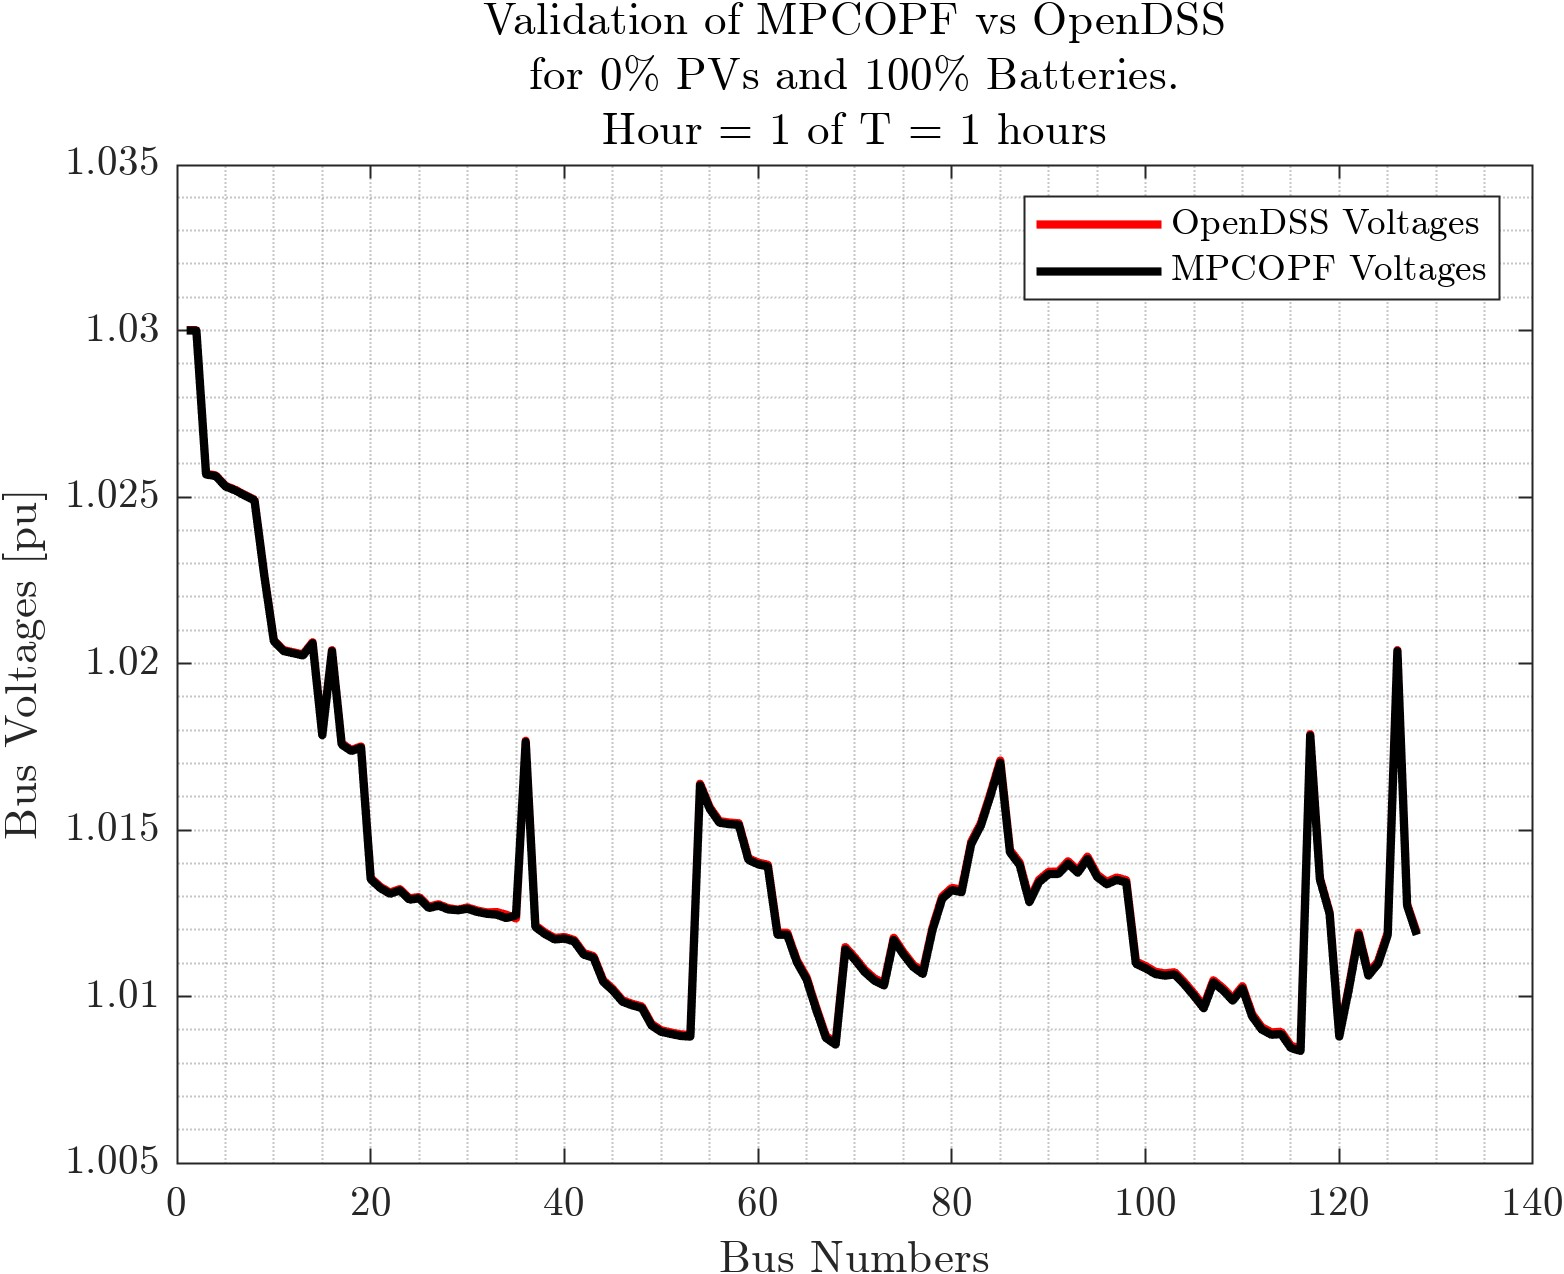 Validation of MPCOPF vs OpenDSS
for 0% PVs and 100% Batteries.
Hour = 1 of T = 1 hours
1.035
1.03
1.025
1.02
1.015
1.01
1.005
Bus Voltages [pu]
OpenDSS Voltages
MPCOPF Voltages
0 20 40 60 80 100 120 140
Bus Numbers